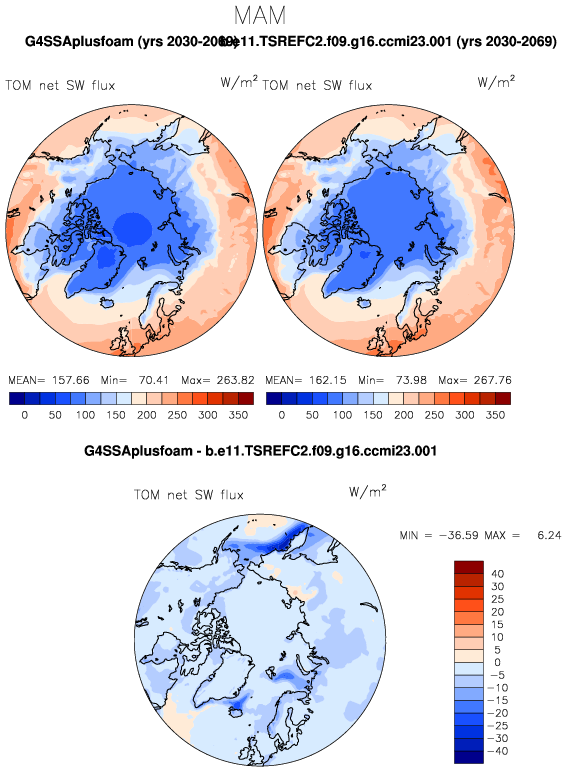 MAM
G4SSAplusfoam (yrs 2030-2069) b.e11.TSREFC2.f09.g16.ccmi23.001 (yrs 2030-2069)
TOM net SW flux W/m² TOM net SW flux W/m²
MEAN= 157.66 Min= 70.41 Max= 263.82 MEAN= 162.15 Min= 73.98 Max= 267.76
0 50 100 150 200 250 300 350 0 50 100 150 200 250 300 350
G4SSAplusfoam - b.e11.TSREFC2.f09.g16.ccmi23.001
TOM net SW flux W/m²
MIN = -36.59 MAX = 6.24
40
30
25
20
15
10
5
0
-5
-10
-15
-20
-25
-30
-40